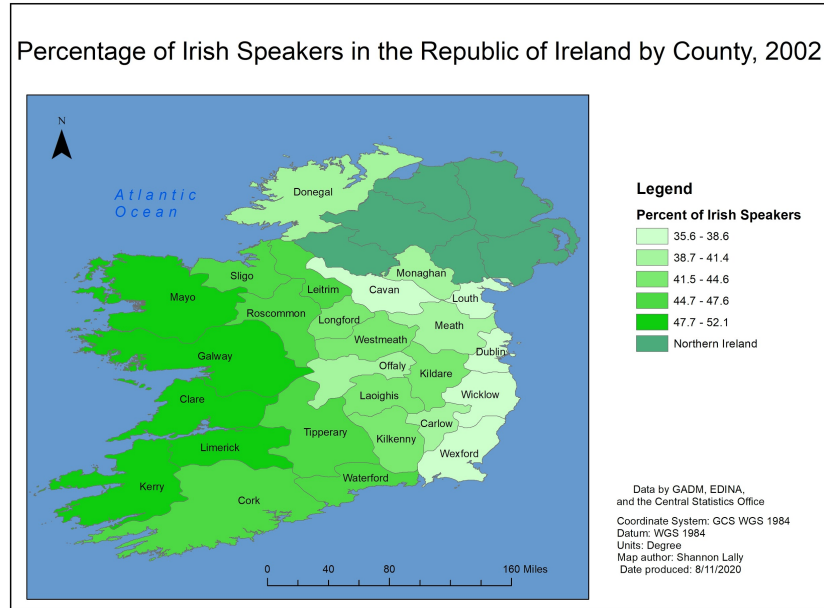 Percentage of Irish Speakers in the Republic of Ireland by County, 2002
N
Atlantic
Ocean
Donegal
Monaghan
Sligo
Leitrim
Cavan
Louth
Mayo
Roscommon
Longford
Meath
Westmeath
Galway
Dublin
Offaly
Kildare
Clare
Laoighis
Wicklow
Carlow
Tipperary
Limerick
Kilkenny
Wexford
Waterford
Kerry
Cork
0 40 80 160 Miles
Legend
Percent of Irish Speakers
35.6 - 38.6
38.7 - 41.4
41.5 - 44.6
44.7 - 47.6
47.7 - 52.1
Northern Ireland
Data by GADM, EDINA,
and the Central Statistics Office
Coordinate System: GCS WGS 1984
Datum: WGS 1984
Units: Degree
Map author: Shannon Lally
Date produced: 8/11/2020